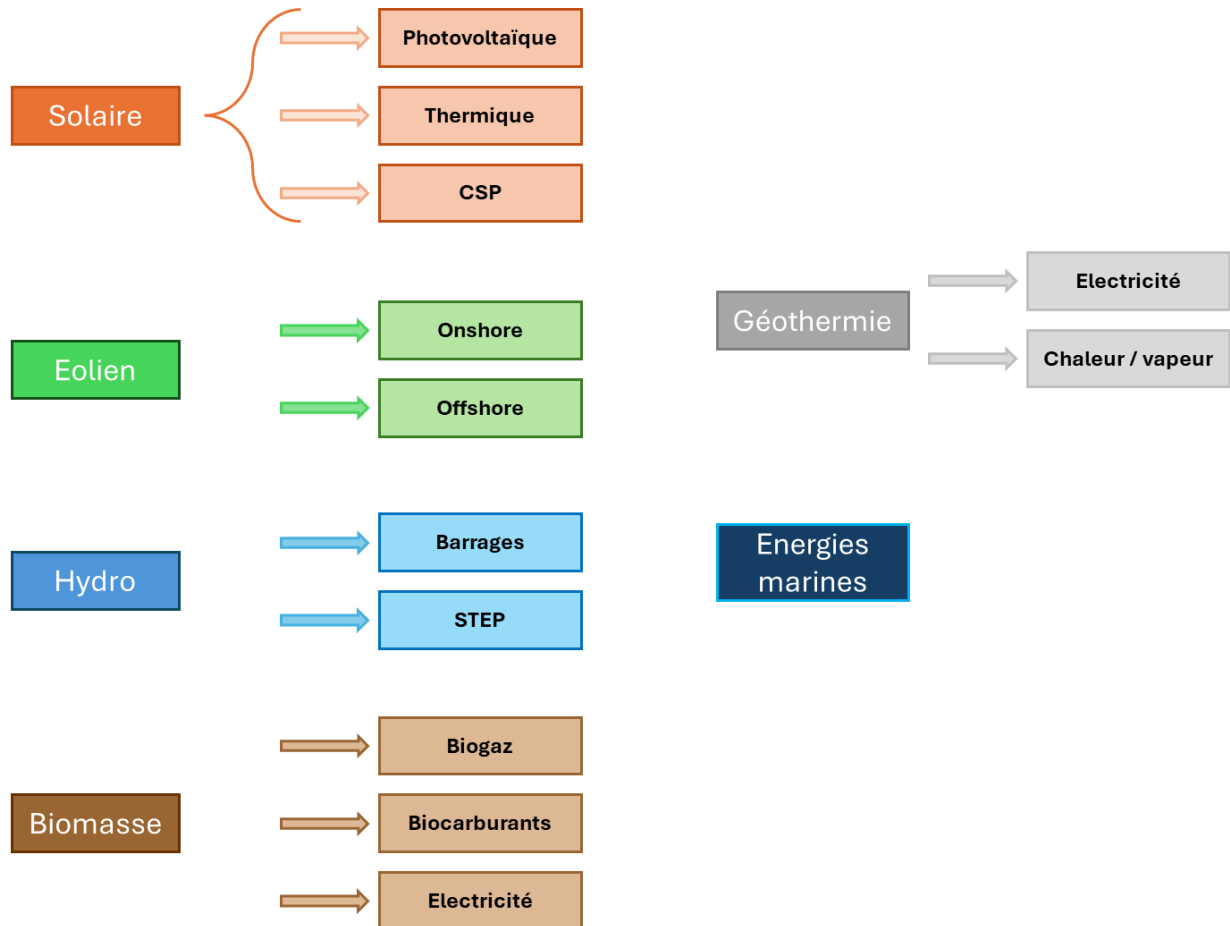 Solaire
Photovoltaïque
Thermique
CSP
Eolien
Onshore
Offshore
Hydro
Barrages
STEP
Biomasse
Biogaz
Biocarburants
Electricité
Géothermie
Electricité
Chaleur / vapeur
Energies
marines